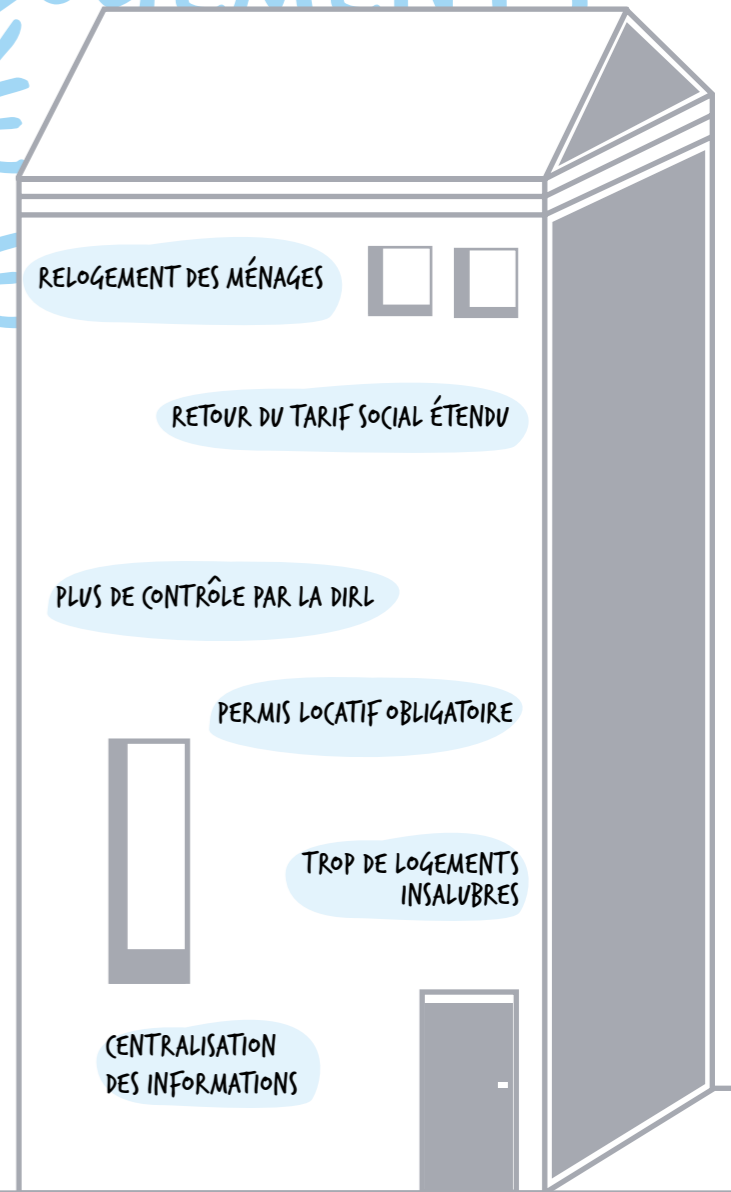 RELOGEMENT DES MÉNAGES
RETOUR DU TARIF SOCIAL ÉTENDU
PLUS DE CONTRÔLE PAR LA DIRL
PERMIS LOCATIF OBLIGATOIRE
TROP DE LOGEMENTS
INSALUBRES
CENTRALISATION
DES INFORMATIONS